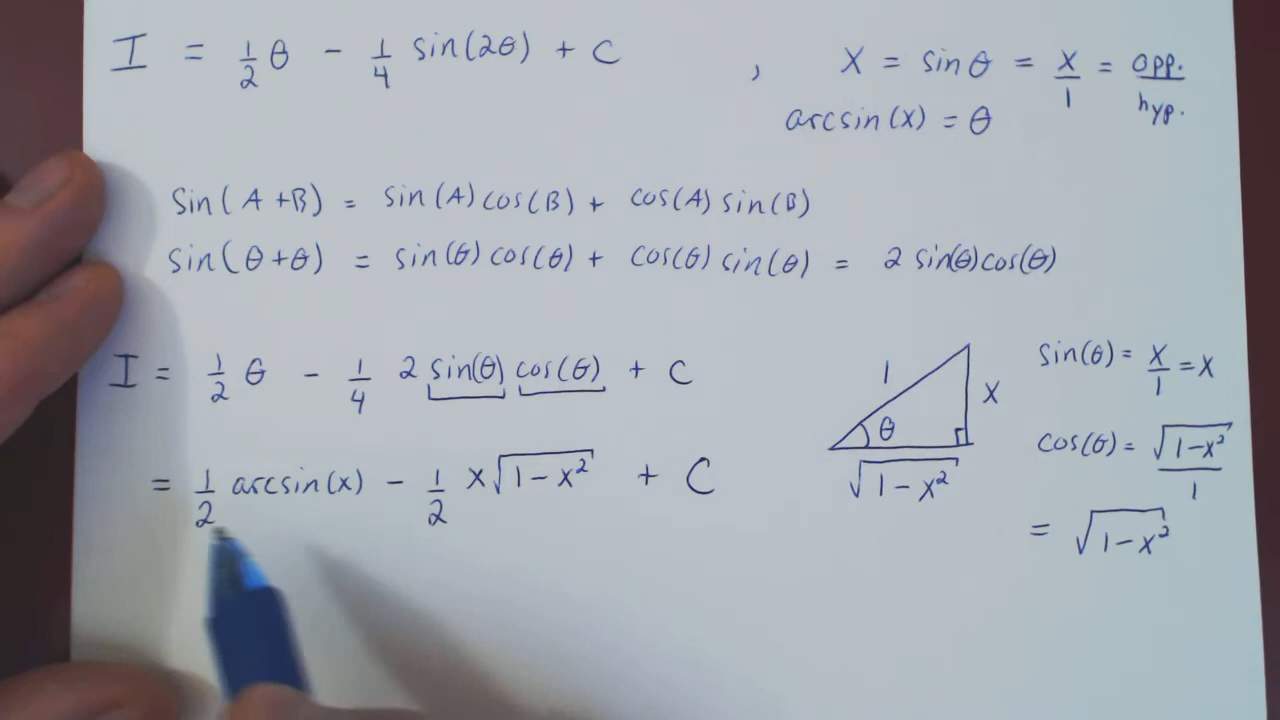 I = 1/2 θ - 1/4 sin(2θ) + C , x = sinθ = x/1 = opp./hyp.
arcsin(x) = θ
sin(A+B) = sin(A)cos(B) + cos(A)sin(B)
sin(θ+θ) = sin(θ)cos(θ) + cos(θ)sin(θ) = 2 sin(θ)cos(θ)
I = 1/2 θ - 1/4 2 sin(θ) cos(θ) + C
= 1/2 arcsin(x) - 1/2 x√(1-x²) + C
1
x
θ
√(1-x²)
sin(θ) = x/1 = x
cos(θ) = √(1-x²)/1
= √(1-x²)